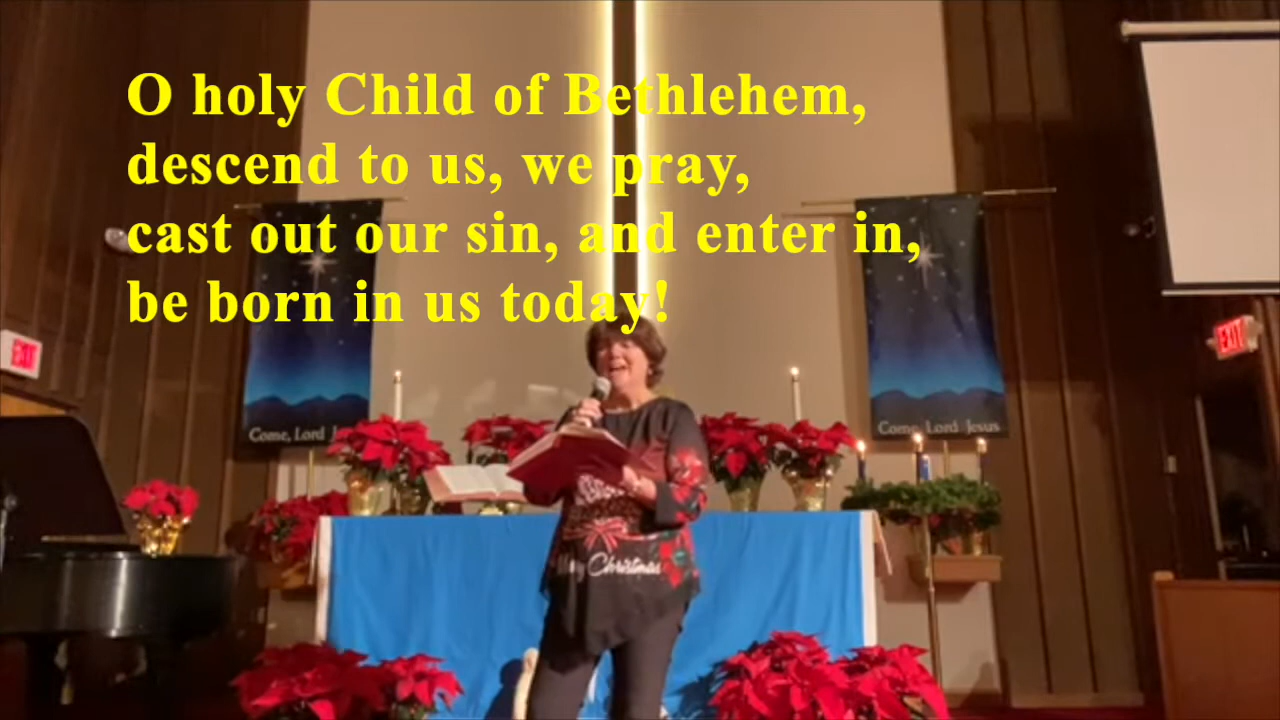 O holy Child of Bethlehem,
descend to us, we pray,
cast out our sin, and enter in,
be born in us today!
EXIT
EXIT
Come, Lord
Come, Lord Jesus
Christmas